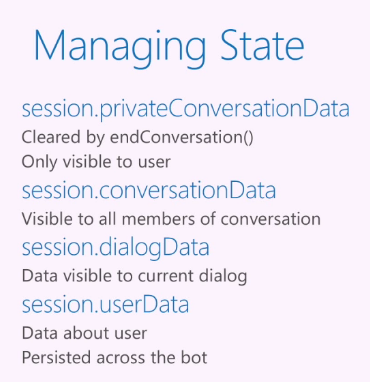 Managing State
session.privateConversationData
Cleared by endConversation()
Only visible to user
session.conversationData
Visible to all members of conversation
session.dialogData
Data visible to current dialog
session.userData
Data about user
Persisted across the bot